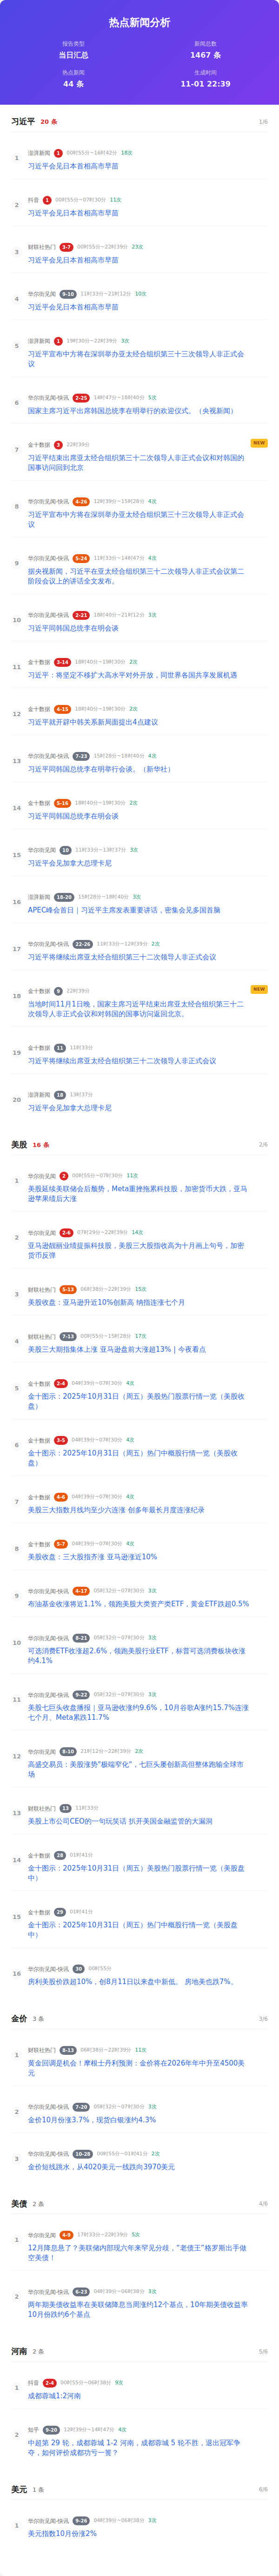 热点新闻分析
报告类型
当日汇总
新闻总数
1467 条
热点新闻
44 条
生成时间
11-01 22:39
习近平 20 条 1/6
1
澎湃新闻 1 00时55分~16时42分 18次
习近平会见日本首相高市早苗
2
抖音 1 00时55分~07时30分 11次
习近平会见日本首相高市早苗
3
财联社热门 3-7 00时55分~22时39分 23次
习近平会见日本首相高市早苗
4
华尔街见闻 9-10 11时33分~21时12分 10次
习近平会见日本首相高市早苗
5
澎湃新闻 1 19时30分~22时39分 3次
习近平宣布中方将在深圳举办亚太经合组织第三十三次领导人非正式会
议
6
华尔街见闻-快讯 2-25 14时47分~18时40分 5次
国家主席习近平出席韩国总统李在明举行的欢迎仪式。（央视新闻）
7
金十数据 3 22时39分
NEW
习近平结束出席亚太经合组织第三十二次领导人非正式会议和对韩国的
国事访问回到北京
8
华尔街见闻-快讯 4-26 12时39分~15时28分 4次
习近平宣布中方将在深圳举办亚太经合组织第三十三次领导人非正式会
议
9
华尔街见闻-快讯 5-24 11时33分~14时47分 4次
据央视新闻，习近平在亚太经合组织第三十二次领导人非正式会议第二
阶段会议上的讲话全文发布。
10
华尔街见闻-快讯 2-21 18时40分~21时12分 3次
习近平同韩国总统李在明会谈
11
金十数据 3-14 18时40分~19时30分 2次
习近平：将坚定不移扩大高水平对外开放，同世界各国共享发展机遇
12
金十数据 4-15 18时40分~19时30分 2次
习近平就开辟中韩关系新局面提出4点建议
13
华尔街见闻-快讯 7-23 15时28分~18时40分 4次
习近平同韩国总统李在明举行会谈。（新华社）
14
金十数据 5-16 18时40分~19时30分 2次
习近平同韩国总统李在明会谈
15
华尔街见闻 10 11时33分~13时37分 3次
习近平会见加拿大总理卡尼
16
澎湃新闻 18-20 15时28分~18时40分 3次
APEC峰会首日｜习近平主席发表重要讲话，密集会见多国首脑
17
华尔街见闻-快讯 22-26 11时33分~12时39分 2次
习近平将继续出席亚太经合组织第三十二次领导人非正式会议
18
金十数据 9 22时39分
NEW
当地时间11月1日晚，国家主席习近平结束出席亚太经合组织第三十二
次领导人非正式会议和对韩国的国事访问返回北京。
19
金十数据 11 11时33分
习近平将继续出席亚太经合组织第三十二次领导人非正式会议
20
澎湃新闻 18 13时37分
习近平会见加拿大总理卡尼
美股 16 条 2/6
1
华尔街见闻 2 00时55分~07时30分 11次
美股延续美联储会后颓势，Meta重挫拖累科技股，加密货币大跌，亚马
逊苹果绩后大涨
2
华尔街见闻 2-6 07时29分~22时39分 14次
亚马逊靓丽业绩提振科技股，美股三大股指收高为十月画上句号，加密
货币反弹
3
财联社热门 5-13 06时38分~22时39分 15次
美股收盘：亚马逊升近10%创新高 纳指连涨七个月
4
财联社热门 7-13 00时55分~15时28分 17次
美股三大期指集体上涨 亚马逊盘前大涨超13%｜今夜看点
5
金十数据 2-4 04时39分~07时30分 4次
金十图示：2025年10月31日（周五）美股热门股票行情一览（美股收
盘）
6
金十数据 3-5 04时39分~07时30分 4次
金十图示：2025年10月31日（周五）热门中概股行情一览（美股收
盘）
7
金十数据 4-6 04时39分~07时30分 4次
美股三大指数月线均至少六连涨 创多年最长月度连涨纪录
8
金十数据 5-7 04时39分~07时30分 4次
美股收盘：三大股指齐涨 亚马逊涨近10%
9
华尔街见闻-快讯 4-17 05时32分~07时30分 3次
布油基金收涨将近1.1%，领跑美股大类资产类ETF，黄金ETF跌超0.5%
10
华尔街见闻-快讯 8-21 05时32分~07时30分 3次
可选消费ETF收涨超2.6%，领跑美股行业ETF，标普可选消费板块收涨
约4.1%
11
华尔街见闻-快讯 9-22 05时32分~07时30分 3次
美股七巨头收盘播报｜亚马逊收涨约9.6%，10月谷歌A涨约15.7%连涨
七个月、Meta累跌11.7%
12
华尔街见闻 8-10 21时12分~22时39分 2次
高盛交易员：美股涨势"极端窄化"，七巨头屡创新高但整体跑输全球市
场
13
财联社热门 13 11时33分
美股上市公司CEO的一句玩笑话 扒开美国金融监管的大漏洞
14
金十数据 28 01时41分
金十图示：2025年10月31日（周五）美股热门股票行情一览（美股盘
中）
15
金十数据 29 01时41分
金十图示：2025年10月31日（周五）热门中概股行情一览（美股盘
中）
16
华尔街见闻-快讯 30 00时55分
房利美股价跌超10%，创8月11日以来盘中新低。 房地美也跌7%。
金价 3 条 3/6
1
财联社热门 8-13 06时38分~22时39分 11次
黄金回调是机会！摩根士丹利预测：金价将在2026年年中升至4500美
元
2
华尔街见闻-快讯 7-20 05时32分~07时30分 3次
金价10月份涨3.7%，现货白银涨约4.3%
3
华尔街见闻-快讯 10-28 00时55分~01时41分 2次
金价短线跳水，从4020美元一线跌向3970美元
美债 2 条 4/6
1
华尔街见闻 4-9 17时33分~22时39分 5次
12月降息悬了？美联储内部现六年来罕见分歧，"老债王"格罗斯出手做
空美债！
2
华尔街见闻-快讯 6-23 04时39分~06时38分 3次
两年期美债收益率在美联储降息当周涨约12个基点，10年期美债收益率
10月份跌约6个基点
河南 2 条 5/6
1
抖音 2-4 00时55分~06时38分 9次
成都蓉城1:2河南
2
知乎 9-20 12时39分~14时47分 4次
中超第 29 轮，成都蓉城 1-2 河南，成都蓉城 5 轮不胜，退出冠军争
夺，如何评价成都功亏一篑？
美元 1 条 6/6
1
华尔街见闻-快讯 9-26 04时39分~06时38分 3次
美元指数10月份涨2%